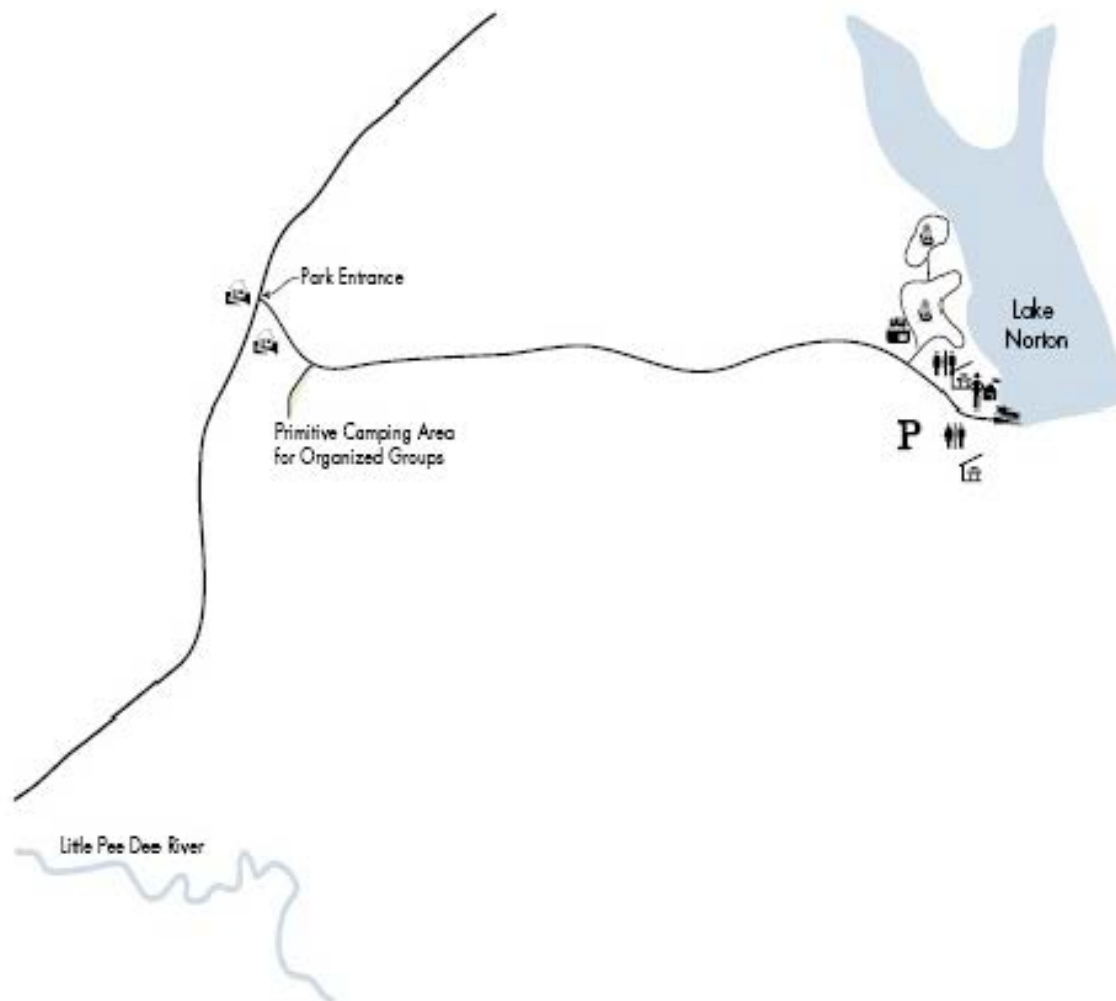 Park Entrance
Lake
Norton
Primitive Camping Area
for Organized Groups
P
Little Pee Dee River